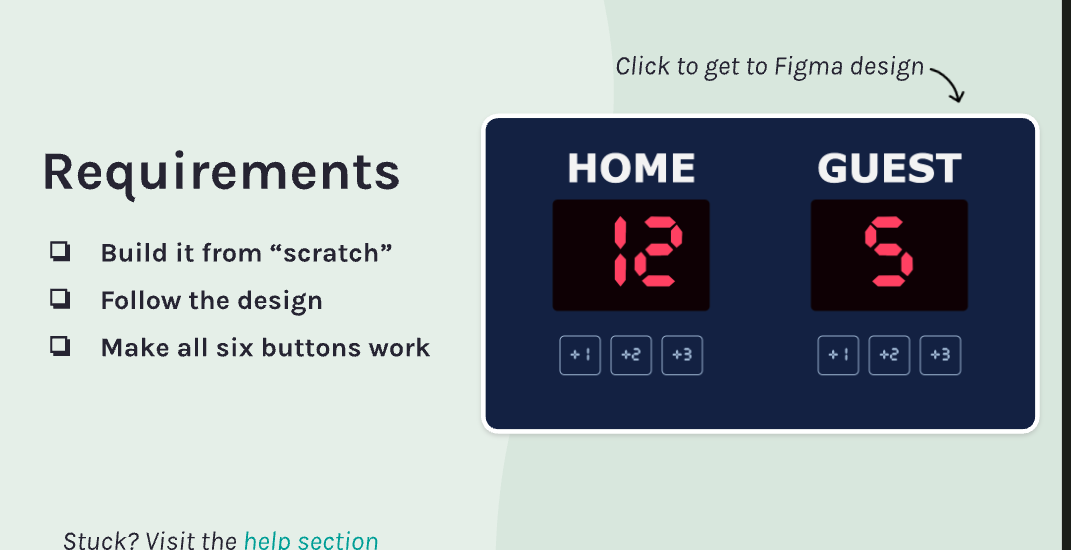 Click to get to Figma design
Requirements
Build it from “scratch”
Follow the design
Make all six buttons work
HOME GUEST
12 5
+1 +2 +3 +1 +2 +3
Stuck? Visit the help section